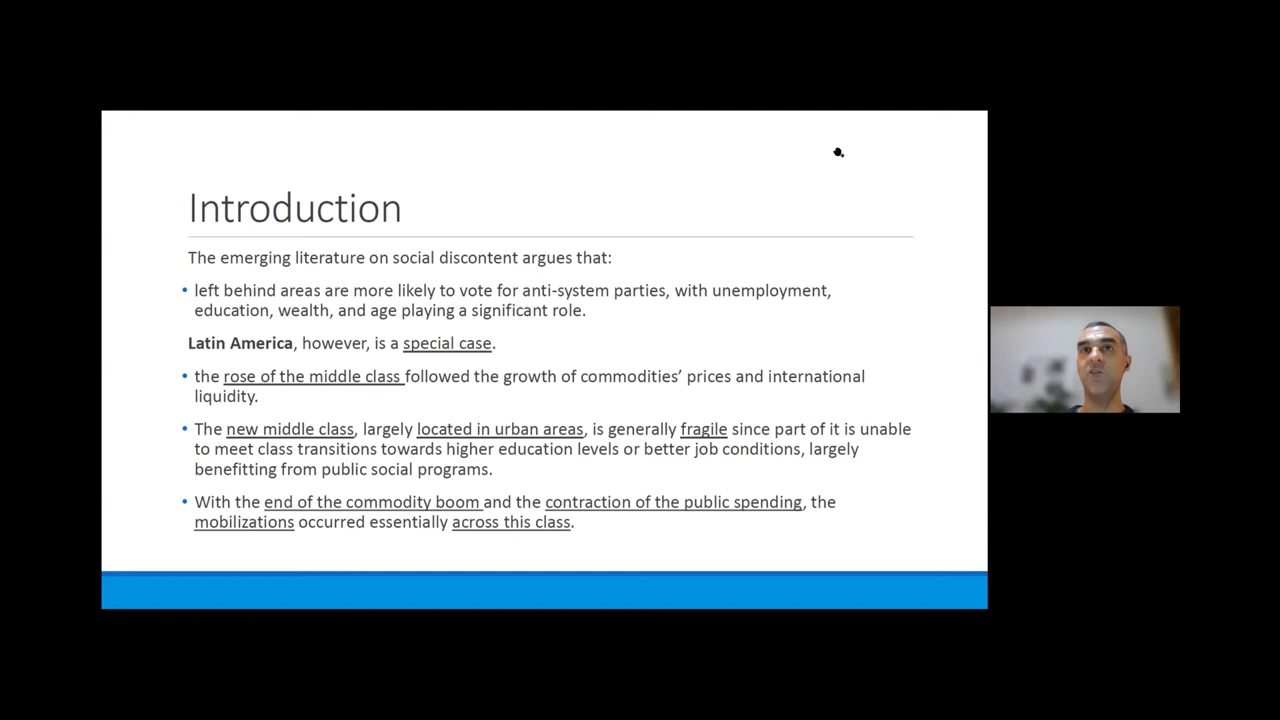 Introduction
The emerging literature on social discontent argues that:
• left behind areas are more likely to vote for anti-system parties, with unemployment,
education, wealth, and age playing a significant role.
Latin America, however, is a special case.
• the rose of the middle class followed the growth of commodities’ prices and international
liquidity.
• The new middle class, largely located in urban areas, is generally fragile since part of it is unable
to meet class transitions towards higher education levels or better job conditions, largely
benefitting from public social programs.
• With the end of the commodity boom and the contraction of the public spending, the
mobilizations occurred essentially across this class.